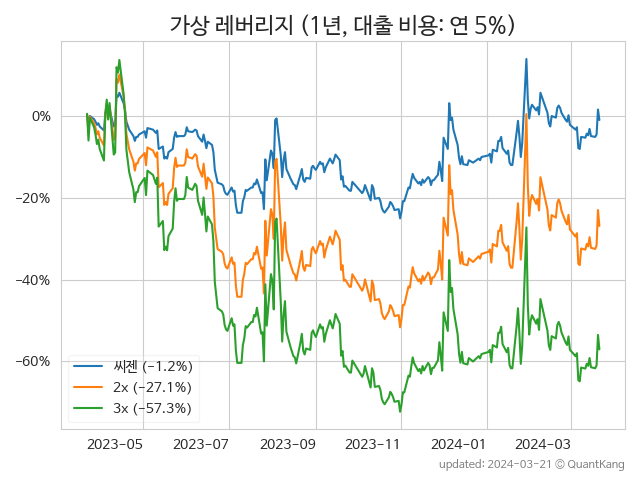 가상 레버리지 (1년, 대출 비용: 연 5%)
0%
−20%
−40%
−60%
씨젠 (−1.2%)
2x (−27.1%)
3x (−57.3%)
2023-05 2023-07 2023-09 2023-11 2024-01 2024-03
updated: 2024-03-21 © QuantKang